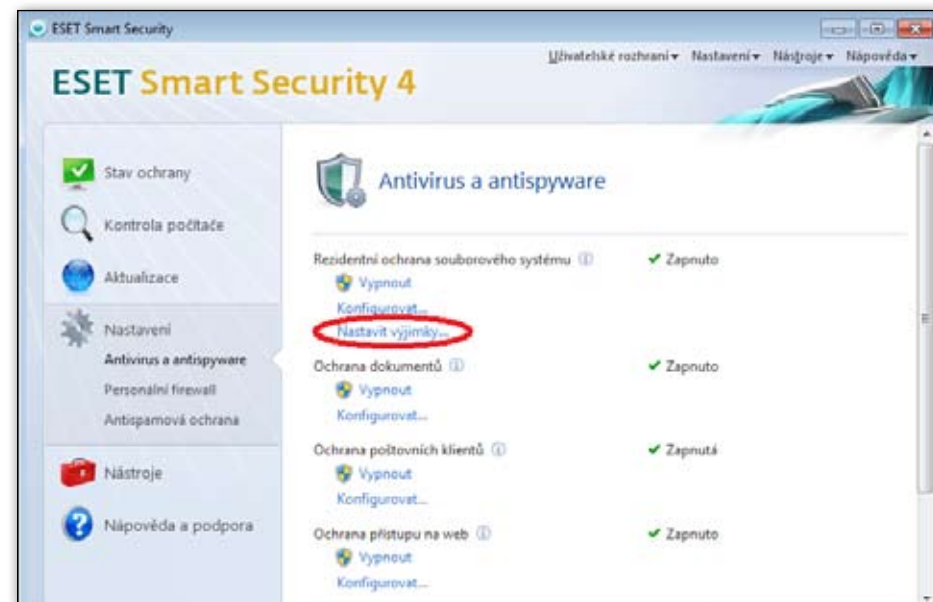 ESET Smart Security
Uživatelské rozhraní Nastavení Nástroje Nápověda
ESET Smart Security 4
Stav ochrany
Kontrola počítače
Aktualizace
Nastavení
Antivirus a antispyware
Personální firewall
Antispamová ochrana
Nástroje
Nápověda a podpora
Antivirus a antispyware
Rezidentní ochrana souborového systému Zapnuto
Vypnout
Konfigurovat...
Nastavit výjimky...
Ochrana dokumentů Zapnuto
Vypnout
Konfigurovat...
Ochrana poštovních klientů Zapnutá
Vypnout
Konfigurovat...
Ochrana přístupu na web Zapnuto
Vypnout
Konfigurovat...